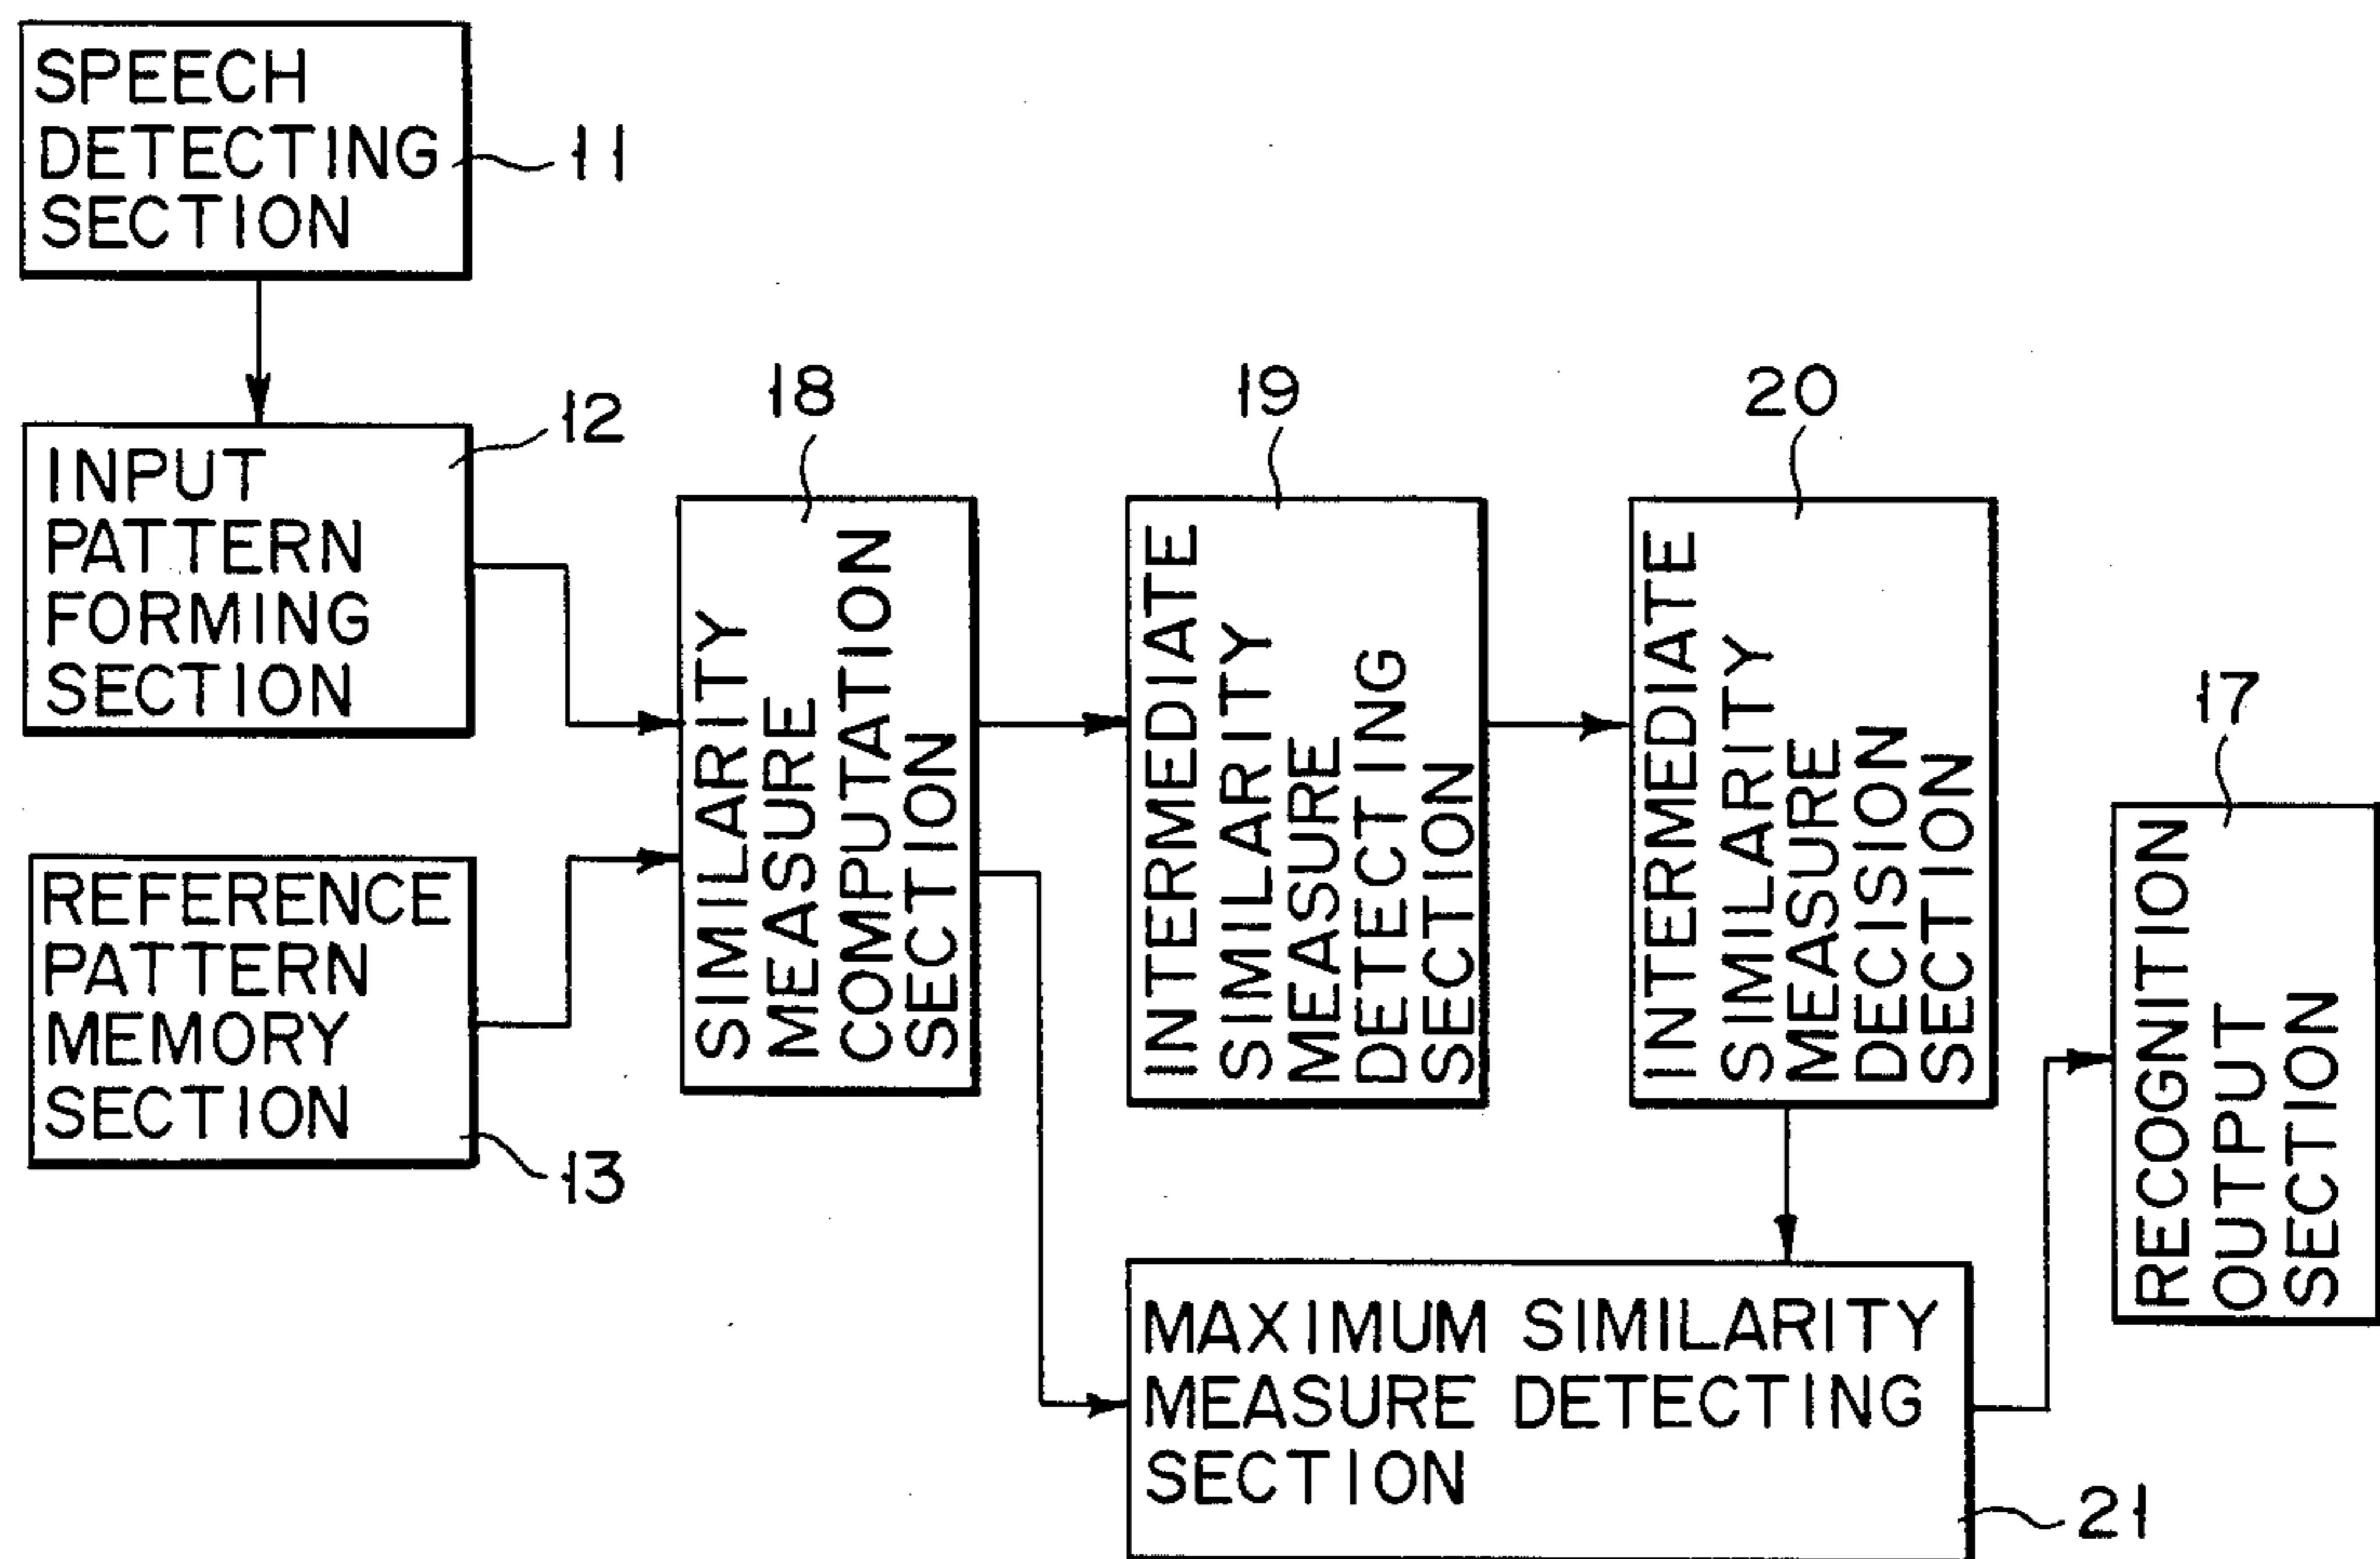 SPEECH
DETECTING
SECTION
11
INPUT
PATTERN
FORMING
SECTION
12
REFERENCE
PATTERN
MEMORY
SECTION
13
18
SIMILARITY
MEASURE
COMPUTATION
SECTION
19
INTERMEDIATE
SIMILARITY
MEASURE
DETECTING
SECTION
20
INTERMEDIATE
SIMILARITY
MEASURE
DECISION
SECTION
17
RECOGNITION
OUTPUT
SECTION
MAXIMUM SIMILARITY
MEASURE DETECTING
SECTION
21